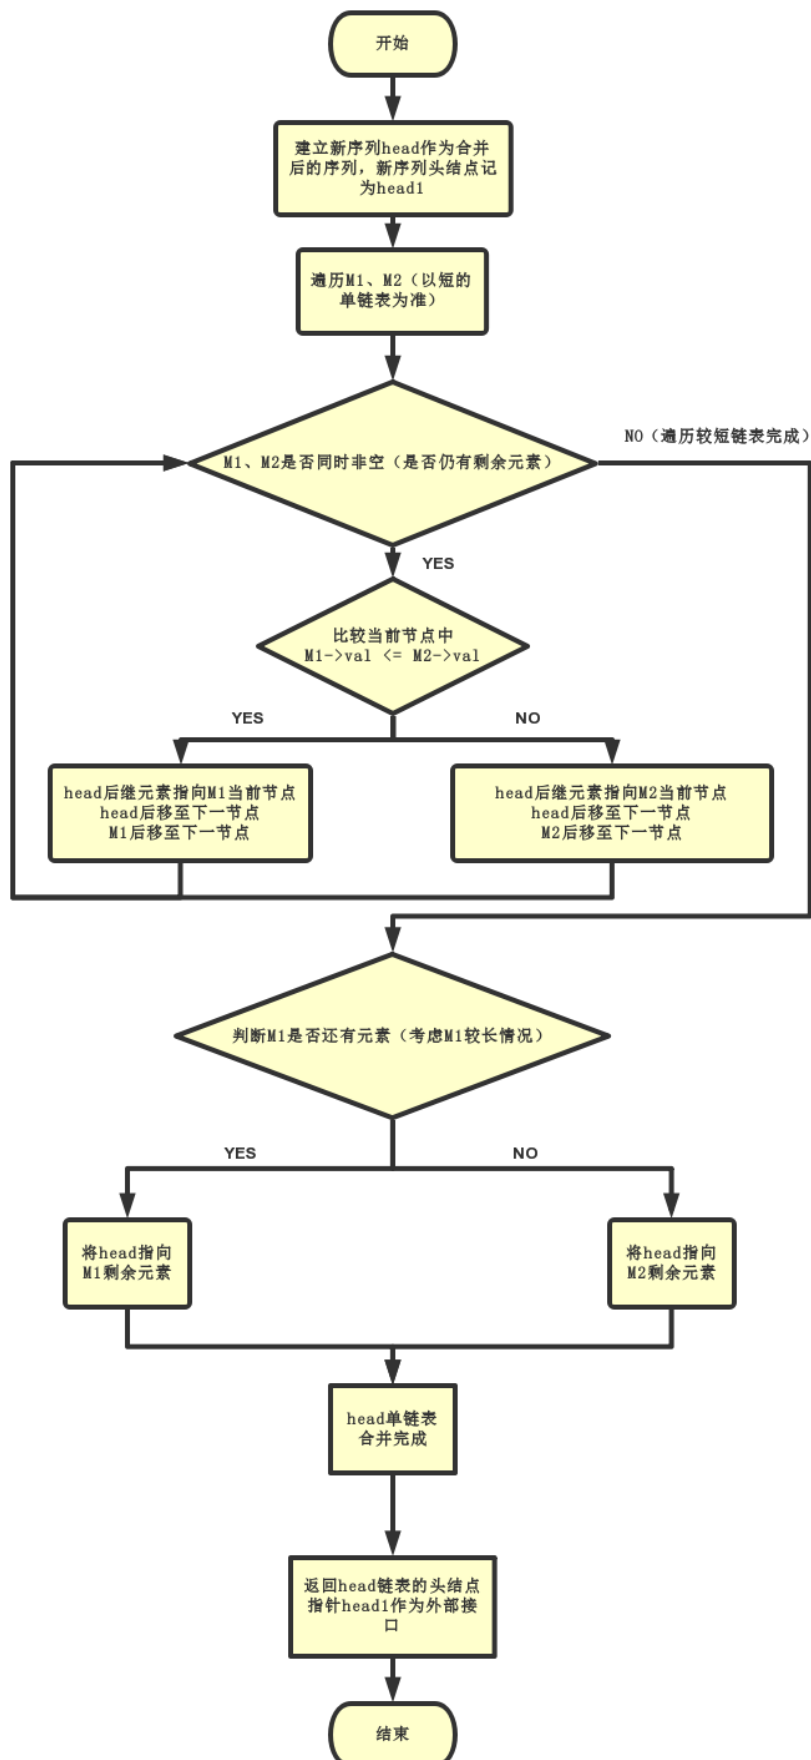 开始
建立新序列head作为合并
后的序列，新序列头结点记
为head1
遍历M1、M2（以短的
单链表为准）
NO（遍历较短链表完成）
M1、M2是否同时非空（是否仍有剩余元素）
YES
比较当前节点中
M1->val <= M2->val
YES
NO
head后继元素指向M1当前节点
head后移至下一节点
M1后移至下一节点
head后继元素指向M2当前节点
head后移至下一节点
M2后移至下一节点
判断M1是否还有元素（考虑M1较长情况）
YES
NO
将head指向
M1剩余元素
将head指向
M2剩余元素
head单链表
合并完成
返回head链表的头结点
指针head1作为外部接
口
结束